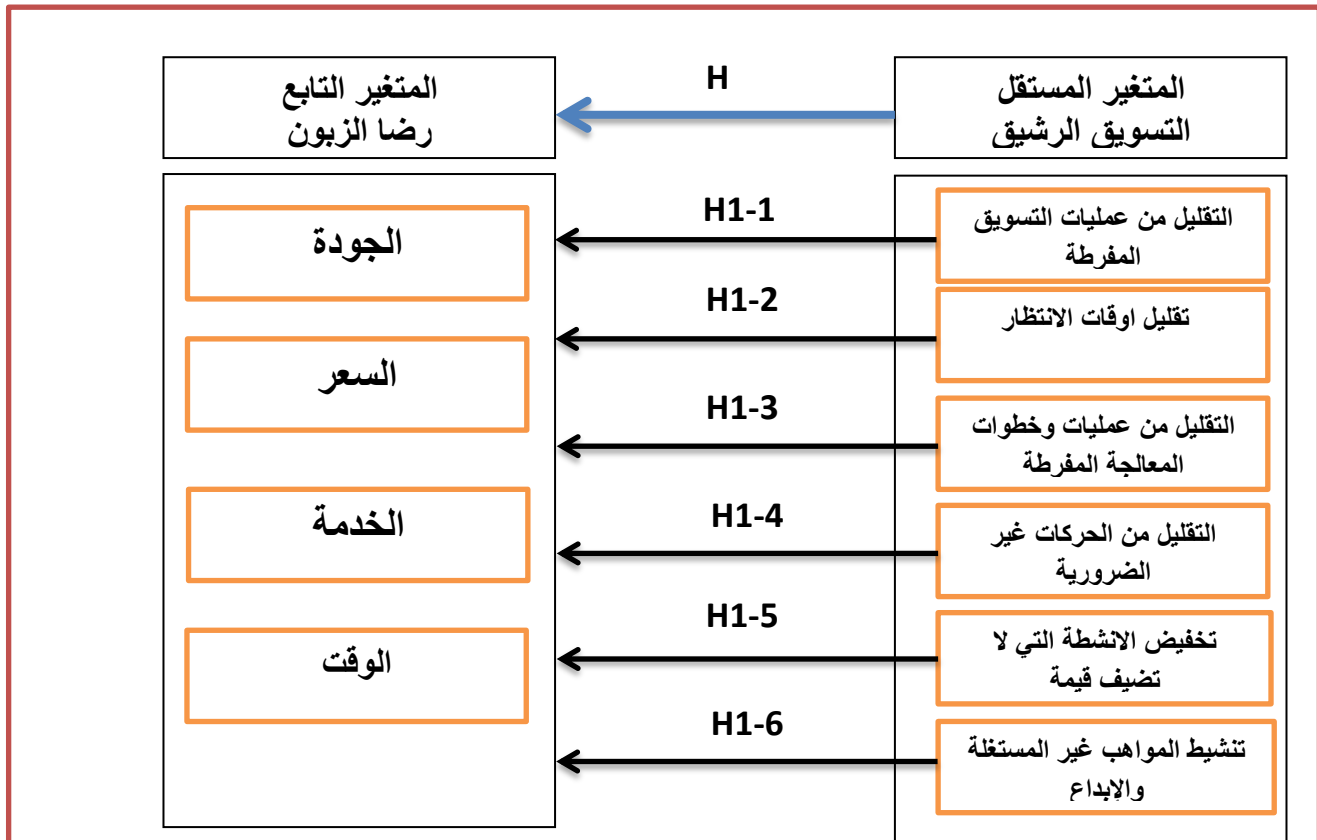 المتغير المستقل
التسويق الرشيق
H
المتغير التابع
رضا الزبون
التقليل من عمليات التسويق
المفرطة
تقليل اوقات الانتظار
التقليل من عمليات وخطوات
المعالجة المفرطة
التقليل من الحركات غير
الضرورية
تخفيض الانشطة التي لا
تضيف قيمة
تنشيط المواهب غير المستغلة
والإبداع
H1-1
H1-2
H1-3
H1-4
H1-5
H1-6
الجودة
السعر
الخدمة
الوقت